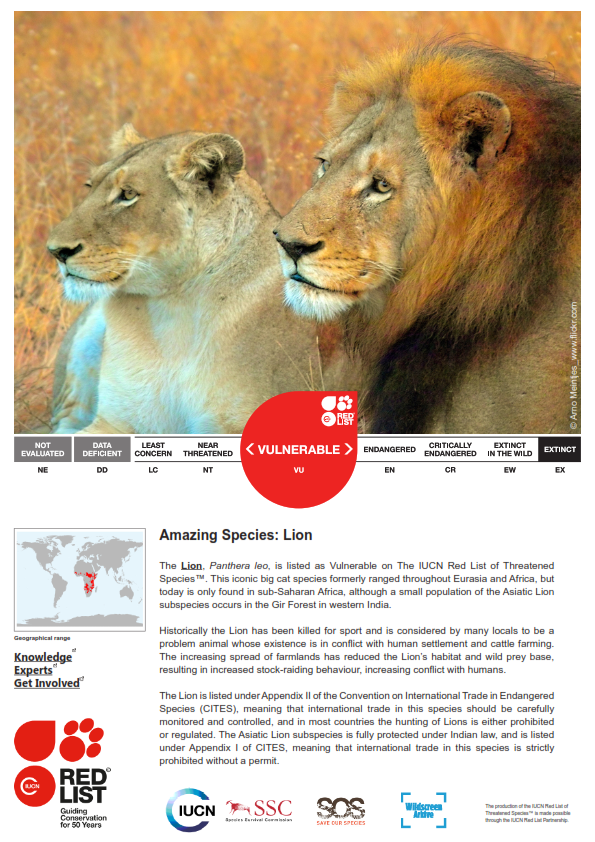 © Arno Meintjes_www.flickr.com
RED
LIST
NOT
EVALUATED
DATA
DEFICIENT
LEAST
CONCERN
NEAR
THREATENED
< VULNERABLE >
ENDANGERED
CRITICALLY
ENDANGERED
EXTINCT
IN THE WILD
EXTINCT
NE
DD
LC
NT
VU
EN
CR
EW
EX
Geographical range
Knowledge
Experts
Get Involved
Amazing Species: Lion
The Lion, Panthera leo, is listed as Vulnerable on The IUCN Red List of Threatened
Species™. This iconic big cat species formerly ranged throughout Eurasia and Africa, but
today is only found in sub-Saharan Africa, although a small population of the Asiatic Lion
subspecies occurs in the Gir Forest in western India.
Historically the Lion has been killed for sport and is considered by many locals to be a
problem animal whose existence is in conflict with human settlement and cattle farming.
The increasing spread of farmlands has reduced the Lion's habitat and wild prey base,
resulting in increased stock-raiding behaviour, increasing conflict with humans.
The Lion is listed under Appendix II of the Convention on International Trade in Endangered
Species (CITES), meaning that international trade in this species should be carefully
monitored and controlled, and in most countries the hunting of Lions is either prohibited
or regulated. The Asiatic Lion subspecies is fully protected under Indian law, and is listed
under Appendix I of CITES, meaning that international trade in this species is strictly
prohibited without a permit.
IUCN
RED
LIST
Guiding
Conservation
for 50 Years
IUCN
SSC
Species Survival Commission
SOS
SAVE OUR SPECIES
Wildscreen
Arkive
The production of the IUCN Red List of
Threatened Species™ is made possible
through the IUCN Red List Partnership.